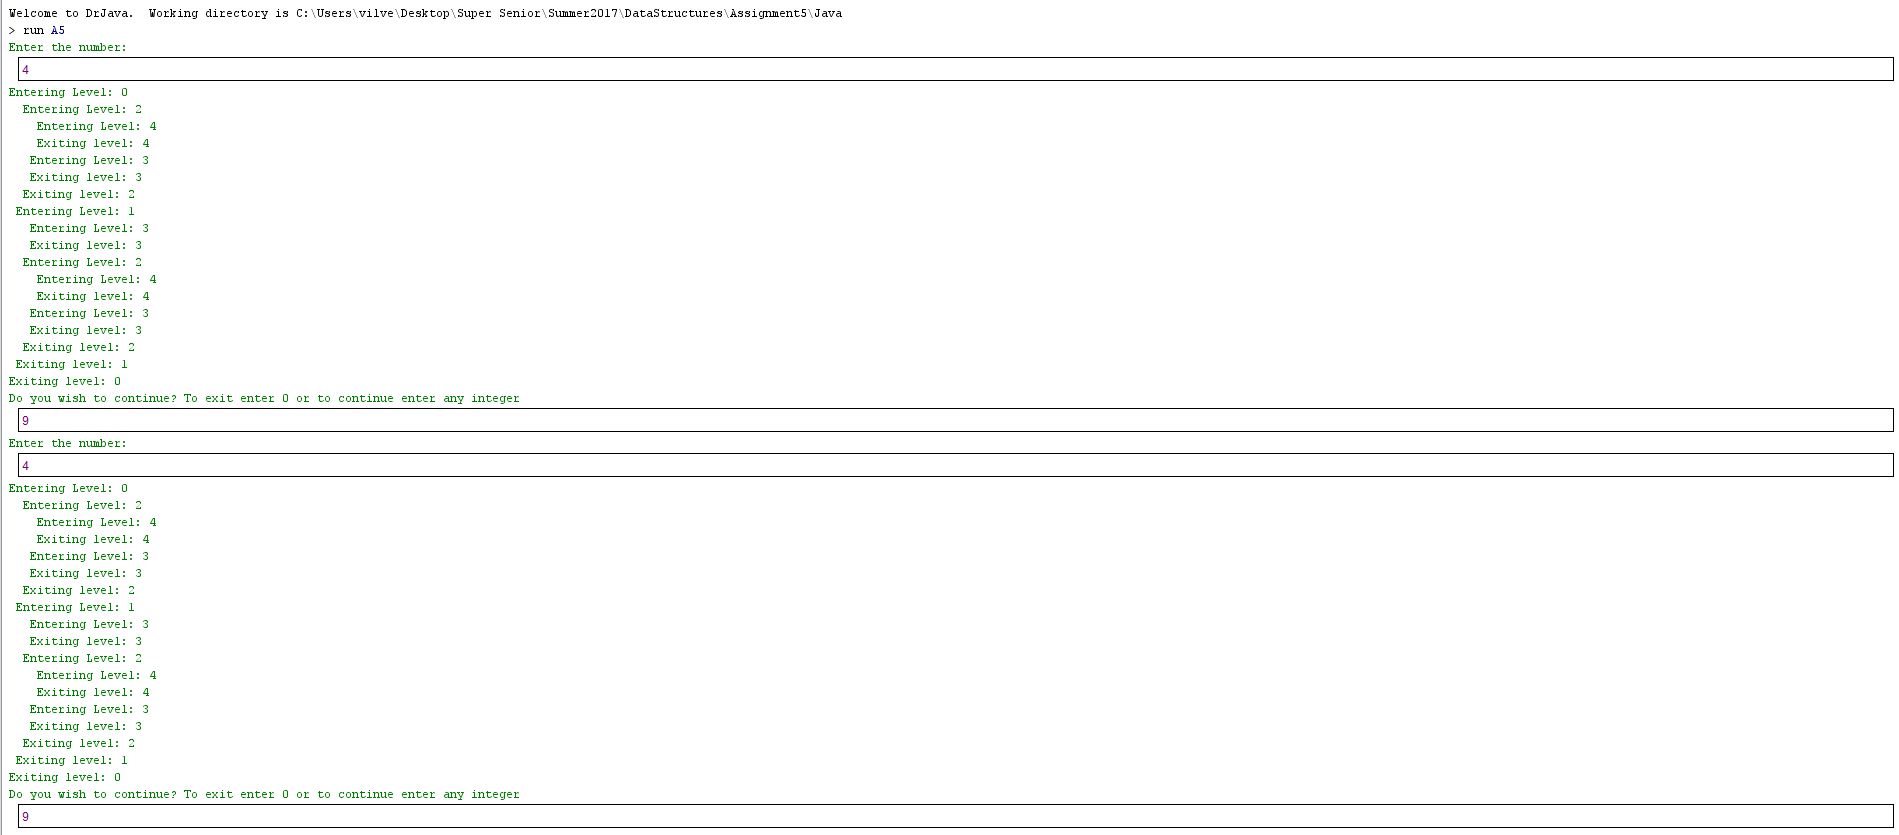 Welcome to DrJava.  Working directory is C:\Users\vilve\Desktop\Super Senior\Summer2017\DataStructures\Assignment5\Java
> run A5
Enter the number:
4
Entering Level: 0
  Entering Level: 2
    Entering Level: 4
    Exiting level: 4
   Entering Level: 3
   Exiting level: 3
  Exiting level: 2
 Entering Level: 1
   Entering Level: 3
   Exiting level: 3
  Entering Level: 2
    Entering Level: 4
    Exiting level: 4
   Entering Level: 3
   Exiting level: 3
  Exiting level: 2
 Exiting level: 1
Exiting level: 0
Do you wish to continue? To exit enter 0 or to continue enter any integer
9
Enter the number:
4
Entering Level: 0
  Entering Level: 2
    Entering Level: 4
    Exiting level: 4
   Entering Level: 3
   Exiting level: 3
  Exiting level: 2
 Entering Level: 1
   Entering Level: 3
   Exiting level: 3
  Entering Level: 2
    Entering Level: 4
    Exiting level: 4
   Entering Level: 3
   Exiting level: 3
  Exiting level: 2
 Exiting level: 1
Exiting level: 0
Do you wish to continue? To exit enter 0 or to continue enter any integer
9